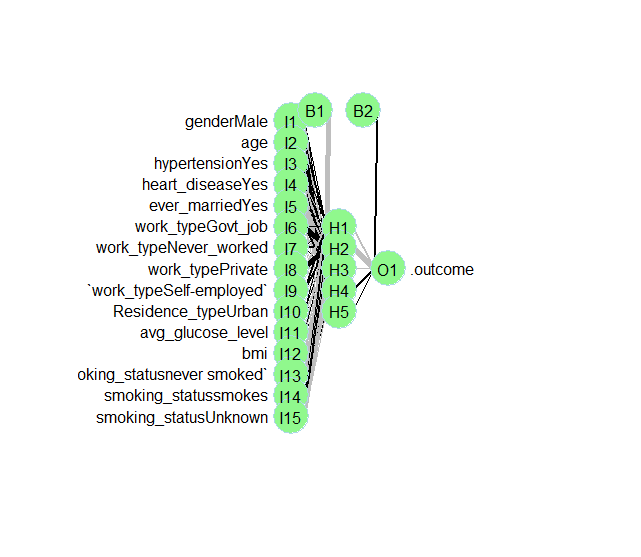 B1 B2
genderMale I1
age I2
hypertensionYes I3
heart_diseaseYes I4
ever_marriedYes I5
work_typeGovt_job I6 H1
work_typeNever_worked I7 H2
work_typePrivate I8 H3 O1 .outcome
`work_typeSelf-employed` I9 H4
Residence_typeUrban I10 H5
avg_glucose_level I11
bmi I12
oking_statusnever smoked` I13
smoking_statussmokes I14
smoking_statusUnknown I15